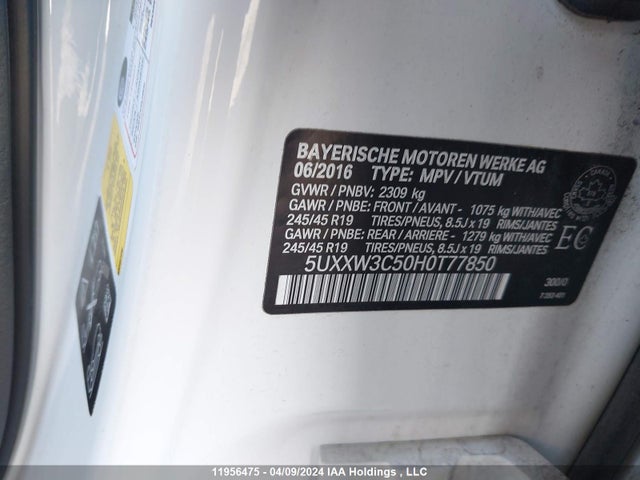 BAYERISCHE MOTOREN WERKE AG
06/2016 TYPE: MPV / VTUM
GVWR / PNBV: 2309 kg
GAWR / PNBE: FRONT / AVANT - 1075 kg WITH/AVEC
245/45 R19 TIRES/PNEUS, 8.5J x 19 RIMS/JANTES
GAWR / PNBE: REAR / ARRIERE - 1279 kg WITH/AVEC
245/45 R19 TIRES/PNEUS, 8.5J x 19 RIMS/JANTES
EC
5UXXW3C50H0T77850
300/0
11956475 - 04/09/2024 IAA Holdings , LLC